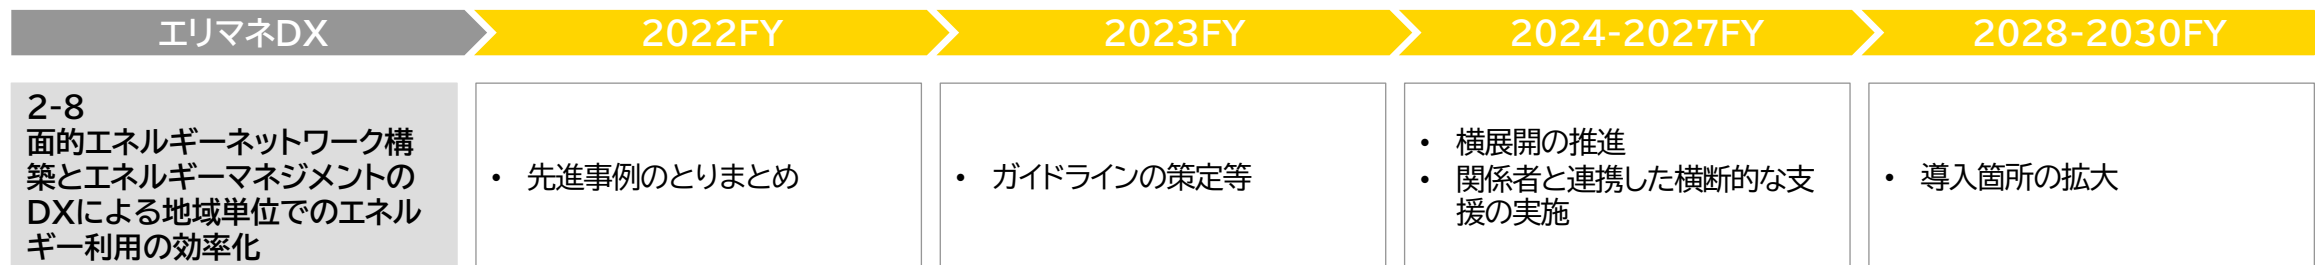 エリマネDX
2022FY
2023FY
2024-2027FY
2028-2030FY
2-8
面的エネルギーネットワーク構
築とエネルギーマネジメントの
DXによる地域単位でのエネル
ギー利用の効率化
• 先進事例のとりまとめ
• ガイドラインの策定等
• 横展開の推進
• 関係者と連携した横断的な支
援の実施
• 導入箇所の拡大